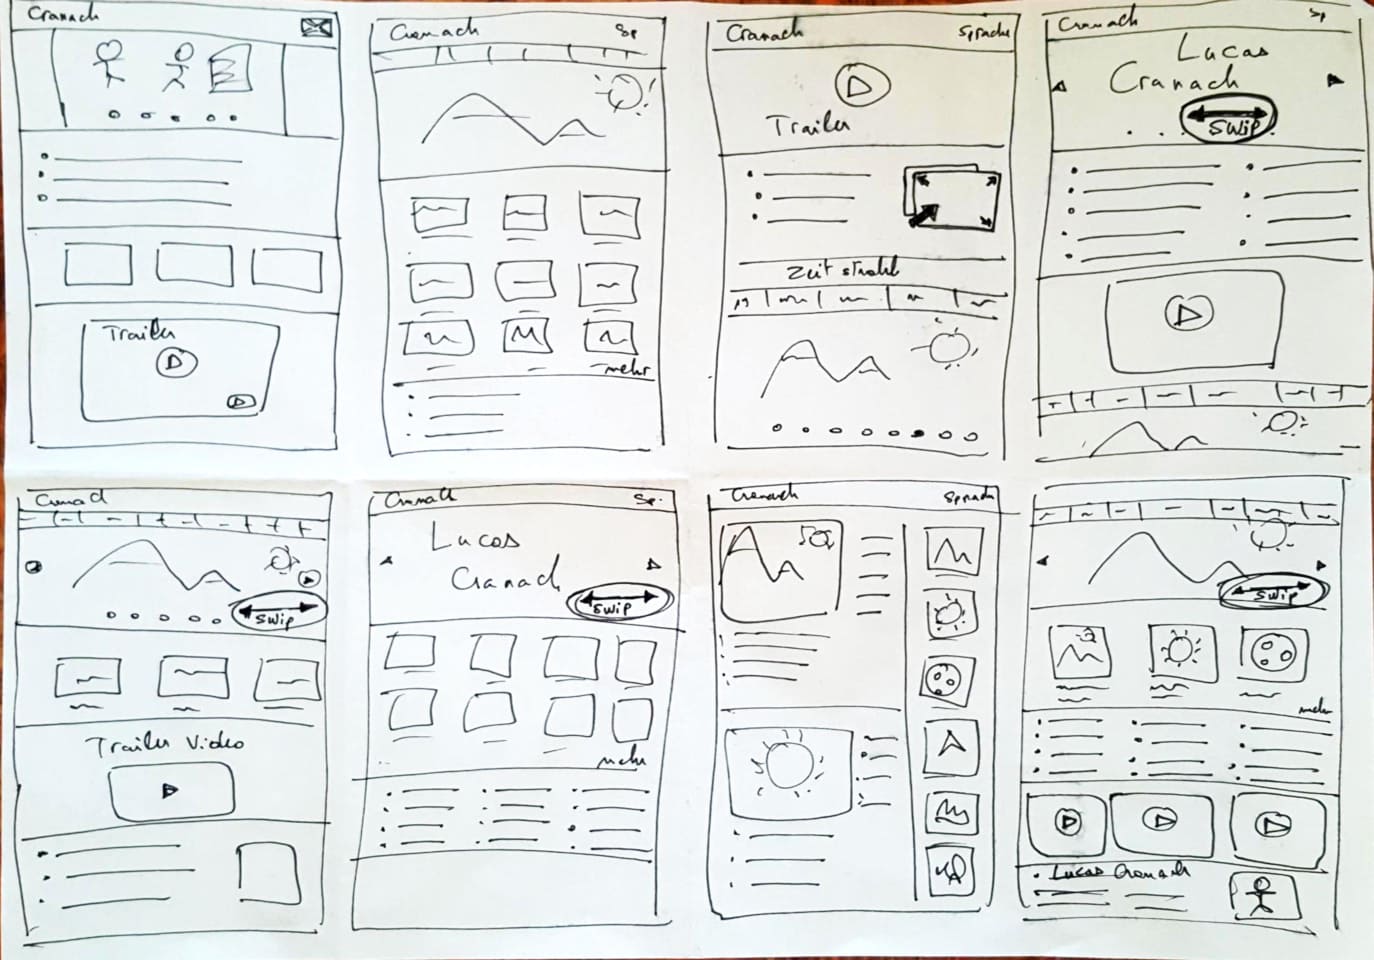 Cranach
Trailer
Cranach
Sp
mehr
Cranach
Sprache
Trailer
Zeit strahl
Cranach
Sp
Lucas
Cranach
swip
Cranach
swip
Trailer Video
Cranach
Sp.
Lucas
Cranach
swip
mehr
Cranach
Sprache
swip
mehr
Lucas Cranach